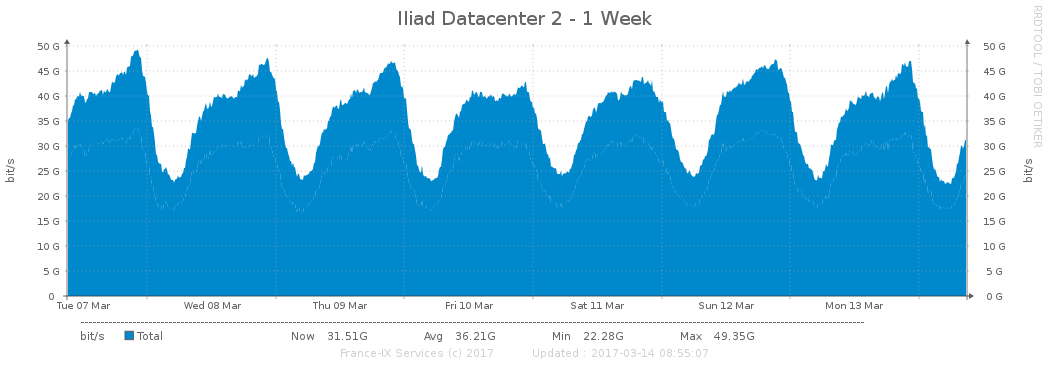 Iliad Datacenter 2 - 1 Week
RRDTOOL / TOBI OETIKER
bit/s
50 G 50 G
45 G 45 G
40 G 40 G
35 G 35 G
30 G 30 G
25 G 25 G
20 G 20 G
15 G 15 G
10 G 10 G
5 G 5 G
0 0 G
bit/s
Tue 07 Mar Wed 08 Mar Thu 09 Mar Fri 10 Mar Sat 11 Mar Sun 12 Mar Mon 13 Mar
bit/s Total Now 31.51G Avg 36.21G Min 22.28G Max 49.35G
France-IX Services (c) 2017 Updated : 2017-03-14 08:55:07